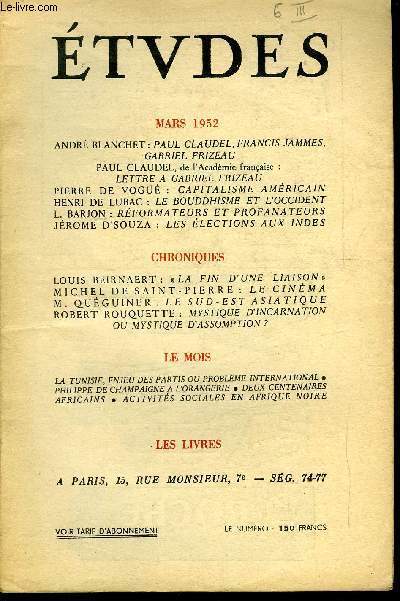 Le-livre.com
6 III
ÉTVDES
MARS 1952
ANDRÉ BLANCHET : PAUL CLAUDEL, FRANCIS JAMMES,
GABRIEL FRIZEAU
PAUL CLAUDEL, de l'Académie française :
LETTRE A GABRIEL FRIZEAU
PIERRE DE VOGUÉ : CAPITALISME AMÉRICAIN
HENRI DE LUBAC : LE BOUDDHISME ET L'OCCIDENT
L. BARJON : RÉFORMATEURS ET PROFANATEURS
JÉROME D'SOUZA : LES ÉLECTIONS AUX INDES
CHRONIQUES
LOUIS BEIRNAERT : « LA FIN D'UNE LIAISON »
MICHEL DE SAINT-PIERRE : LE CINÉMA
M. QUÉGUINER : LE SUD-EST ASIATIQUE
ROBERT ROUQUETTE : MYSTIQUE D'INCARNATION
OU MYSTIQUE D'ASSOMPTION ?
LE MOIS
LA TUNISIE, ENJEU DES PARTIS OU PROBLÈME INTERNATIONAL •
PHILIPPE DE CHAMPAIGNE A L'ORANGERIE • DEUX CENTENAIRES
AFRICAINS • ACTIVITÉS SOCIALES EN AFRIQUE NOIRE
LES LIVRES
A PARIS, 15, RUE MONSIEUR, 7e — SÉG. 74-77
VOIR TARIF D'ABONNEMENT LE NUMÉRO : 150 FRANCS